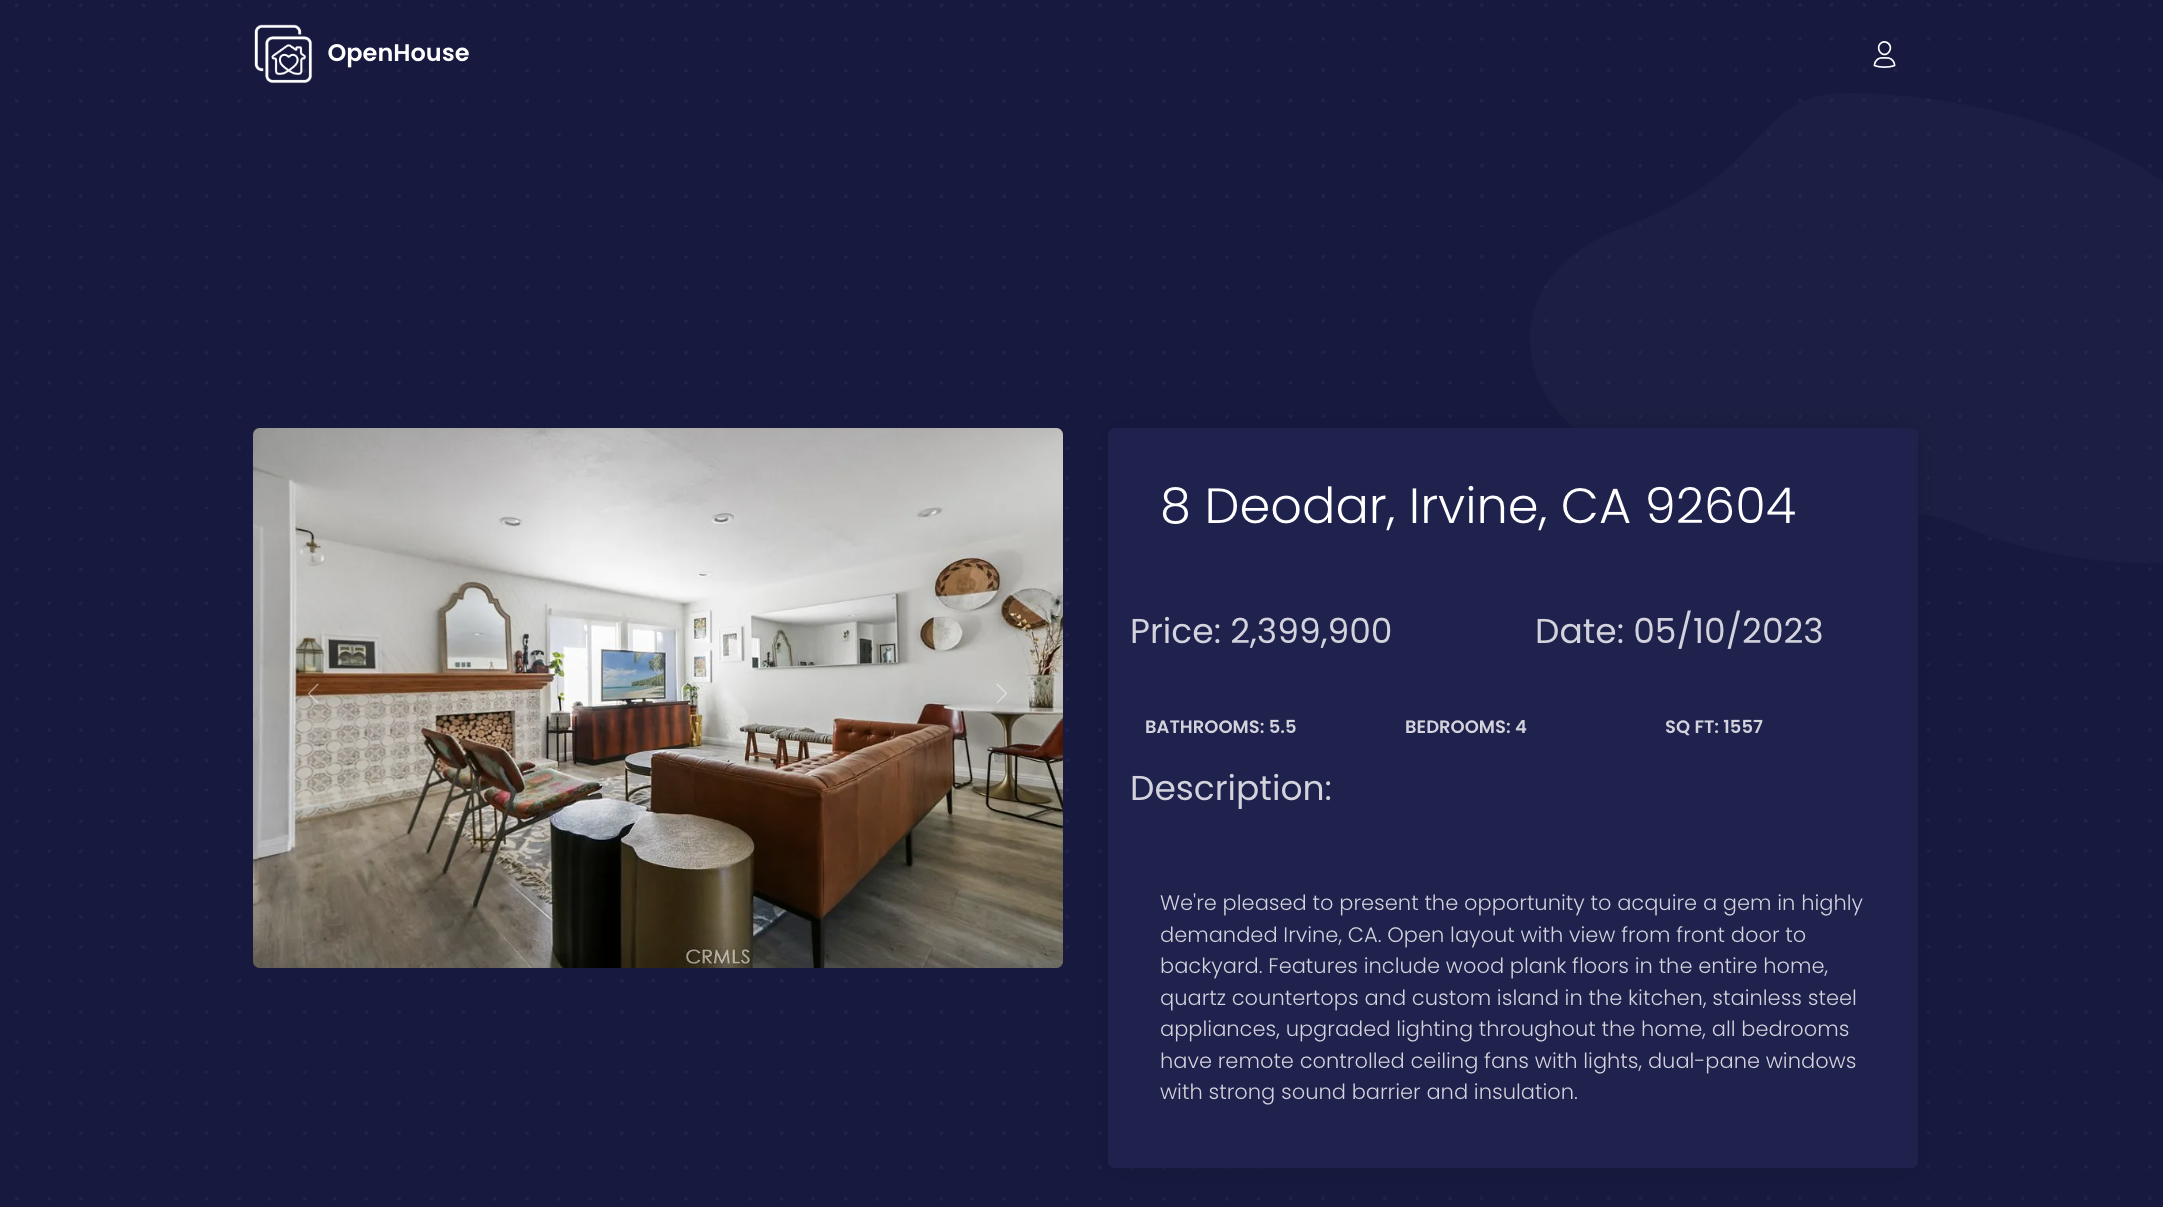 OpenHouse
8 Deodar, Irvine, CA 92604
Price: 2,399,900
Date: 05/10/2023
BATHROOMS: 5.5
BEDROOMS: 4
SQ FT: 1557
Description:
We're pleased to present the opportunity to acquire a gem in highly
demanded Irvine, CA. Open layout with view from front door to
backyard. Features include wood plank floors in the entire home,
quartz countertops and custom island in the kitchen, stainless steel
appliances, upgraded lighting throughout the home, all bedrooms
have remote controlled ceiling fans with lights, dual-pane windows
with strong sound barrier and insulation.
CRMLS